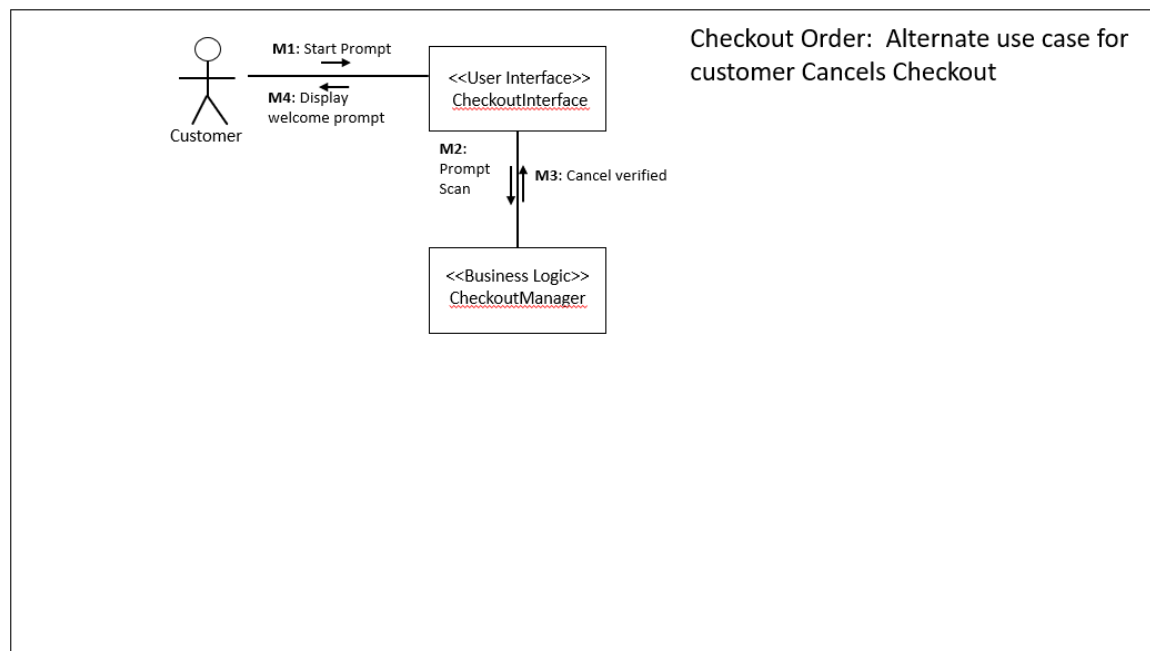 Checkout Order:  Alternate use case for
customer Cancels Checkout
M1: Start Prompt
M4: Display
welcome prompt
Customer
<<User Interface>>
CheckoutInterface
M2:
Prompt
Scan
M3: Cancel verified
<<Business Logic>>
CheckoutManager